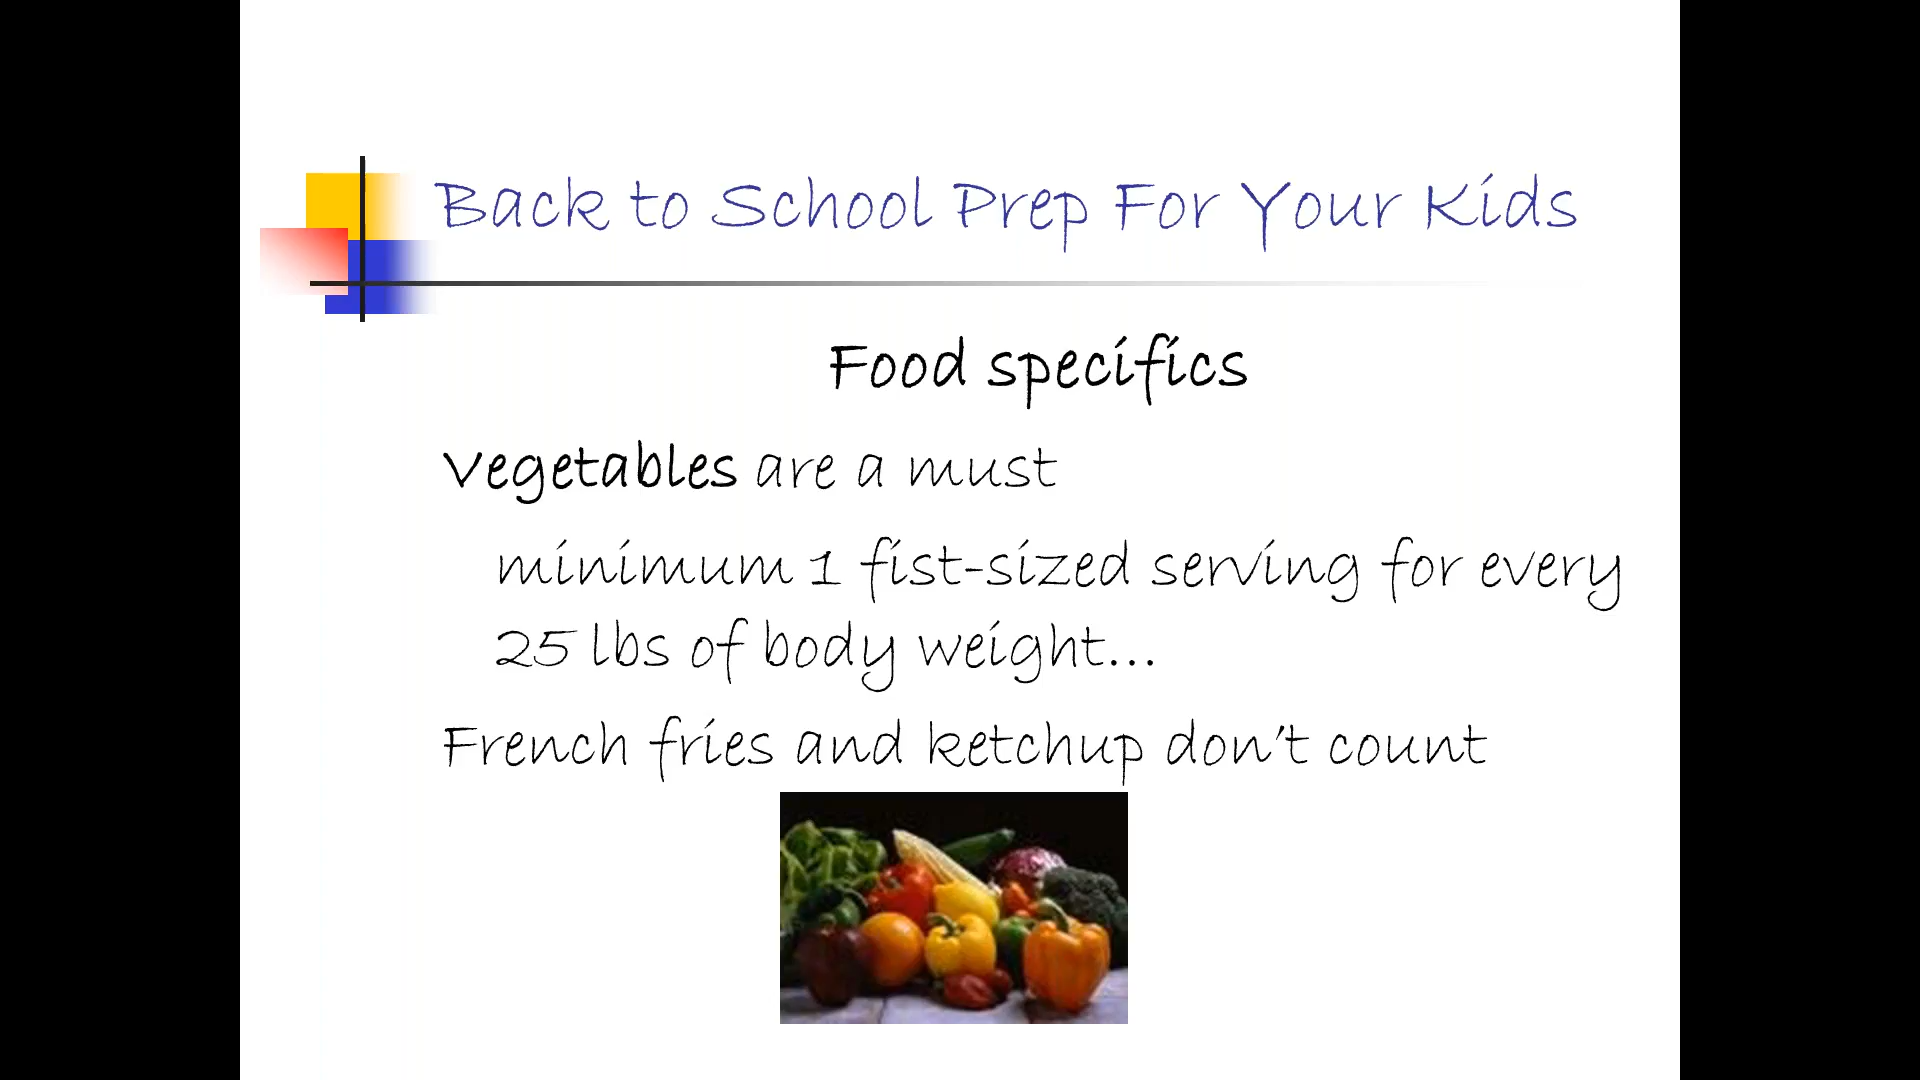 Back to School Prep For Your Kids
Food specifics
Vegetables are a must
minimum 1 fist-sized serving for every
25 lbs of body weight...
French fries and ketchup don't count